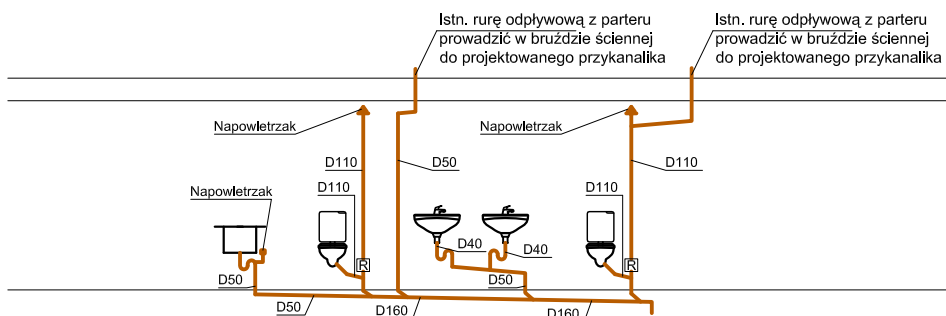 Istn. rurę odpływową z parteru
prowadzić w bruździe ściennej
do projektowanego przykanalika
Istn. rurę odpływową z parteru
prowadzić w bruździe ściennej
do projektowanego przykanalika
Napowietrzak
Napowietrzak
D110
D50
D110
Napowietrzak
D110
D110
D40
D40
R
R
D50
D50
D50
D160
D160